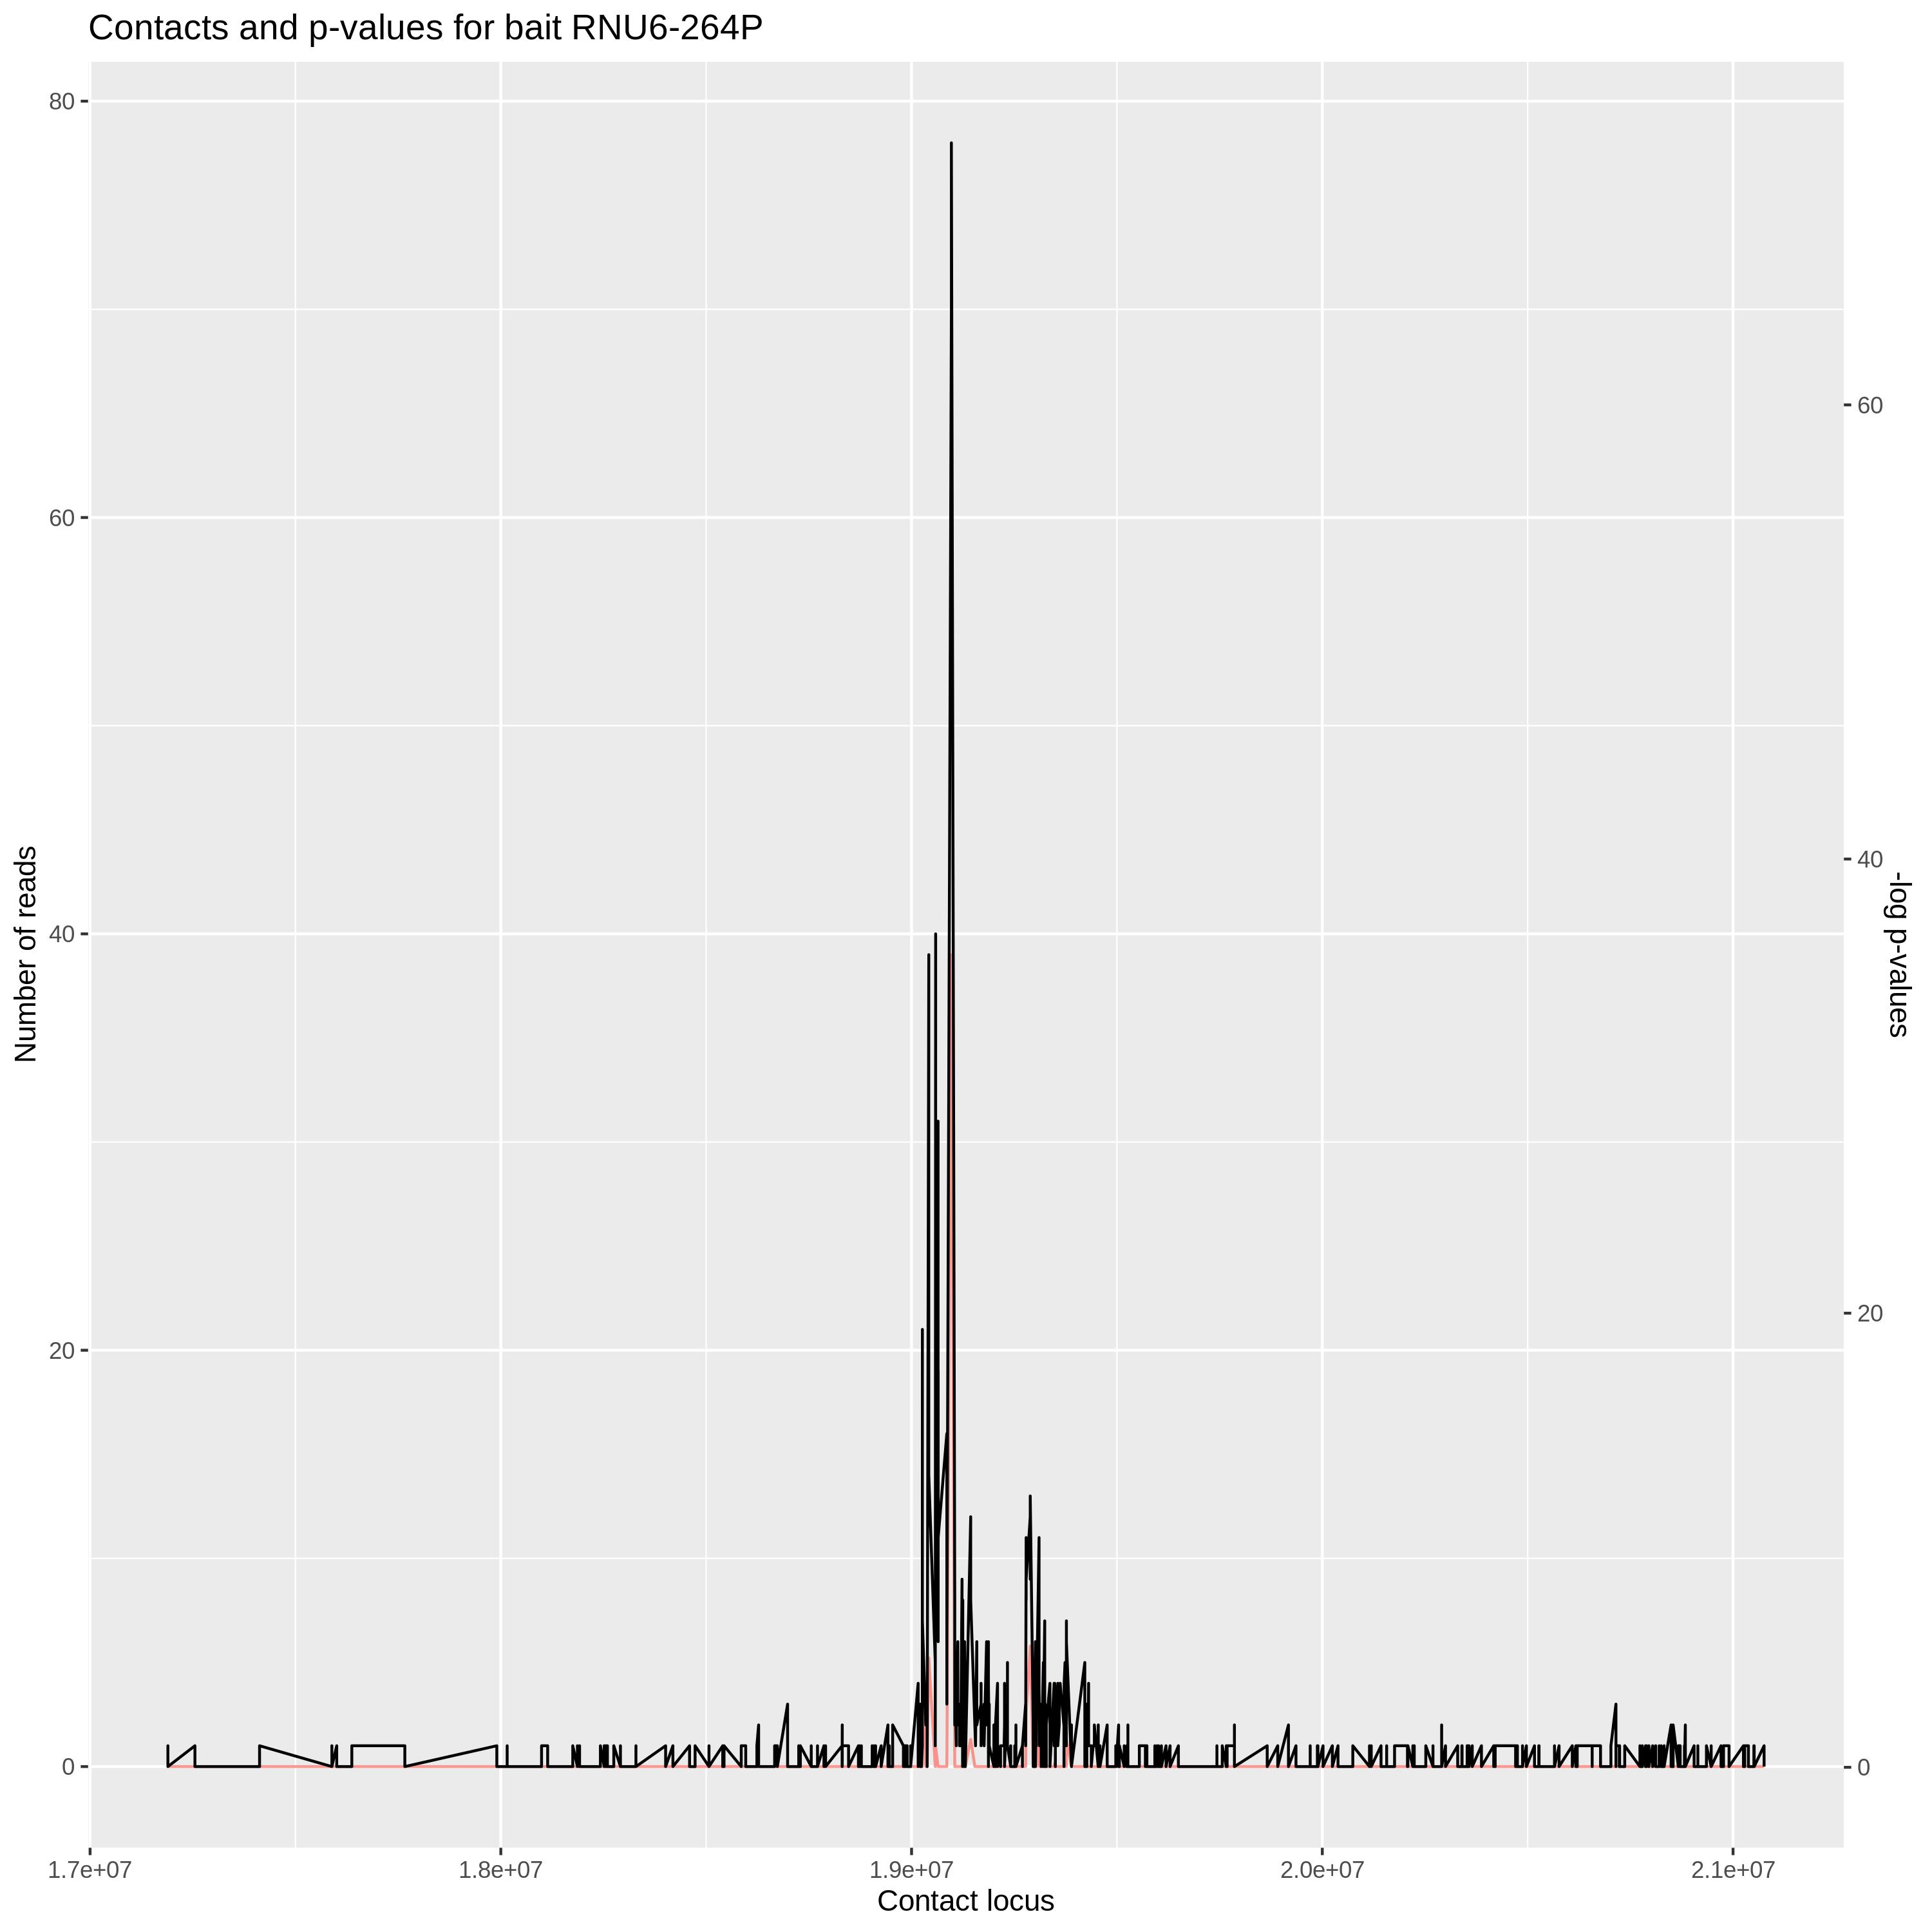 Contacts and p-values for bait RNU6-264P
80
60
40
20
0
Number of reads
60
40
20
0
-log p-values
1.7e+07
1.8e+07
1.9e+07
2.0e+07
2.1e+07
Contact locus